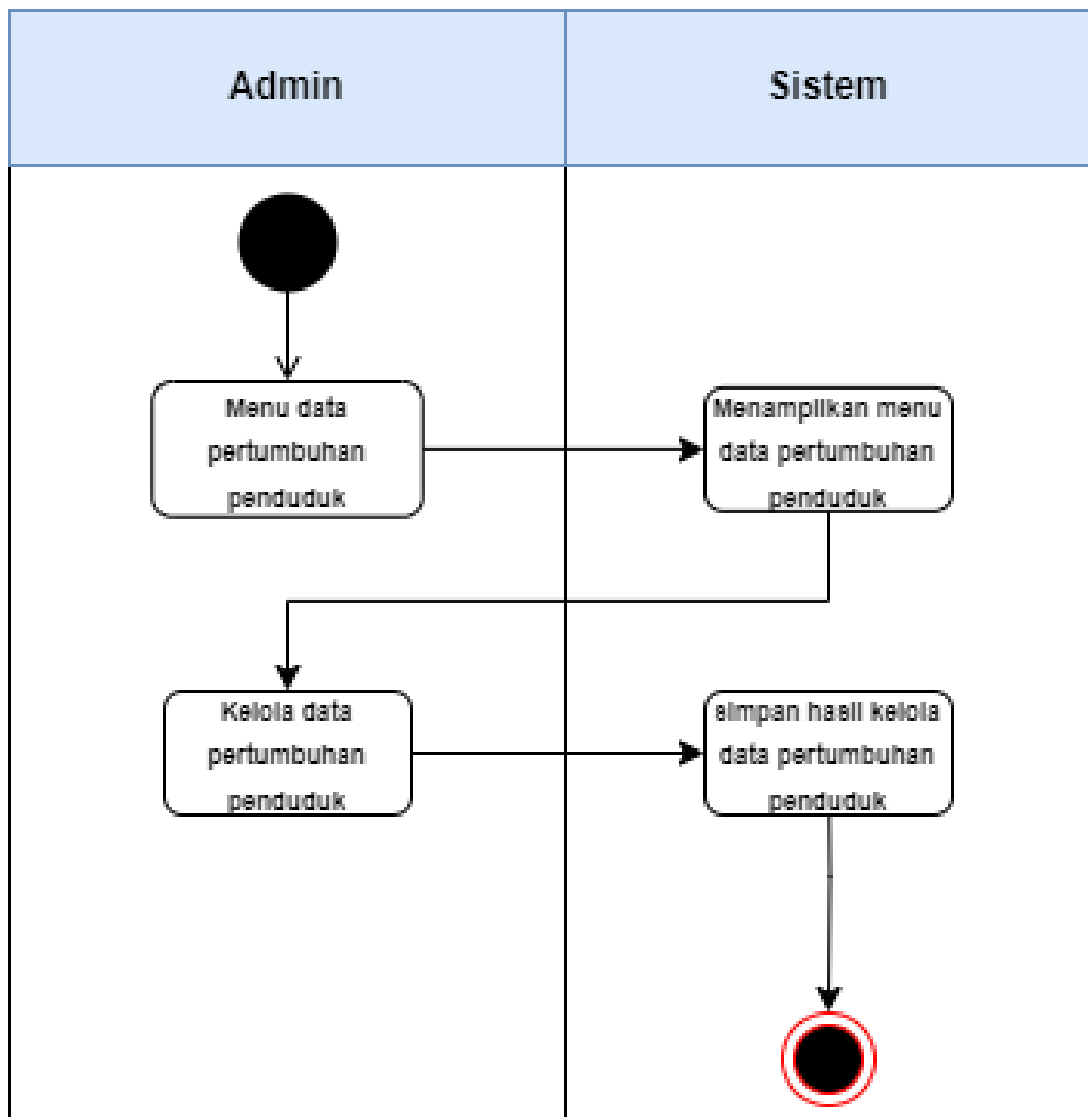 Admin
Sistem
Menu data
pertumbuhan
penduduk
Menampilkan menu
data pertumbuhan
penduduk
Kelola data
pertumbuhan
penduduk
simpan hasil kelola
data pertumbuhan
penduduk